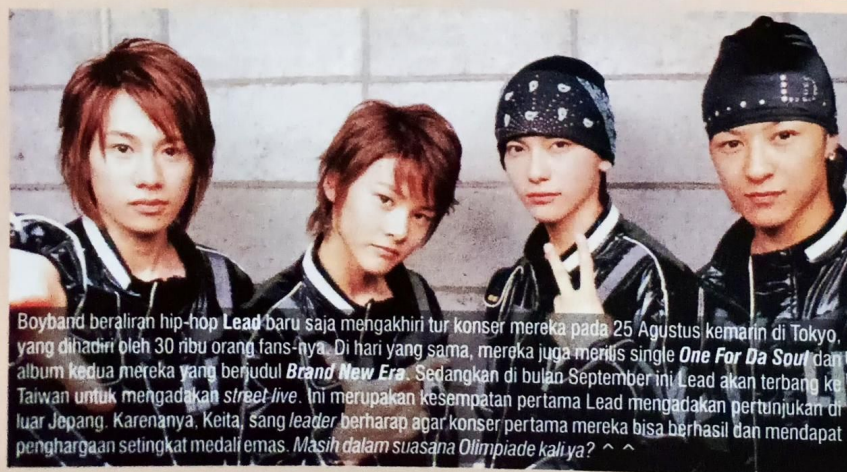 Boyband beraliran hip-hop Lead baru saja mengakhiri tur konser mereka pada 25 Agustus kemarin di Tokyo,
yang dihadiri oleh 30 ribu orang fans-nya. Di hari yang sama, mereka juga merilis single One For Da Soul dan
album kedua mereka yang berjudul Brand New Era. Sedangkan di bulan September ini Lead akan terbang ke
Taiwan untuk mengadakan street live. Ini merupakan kesempatan pertama Lead mengadakan pertunjukan di
luar Jepang. Karenanya, Keita, sang leader berharap agar konser pertama mereka bisa berhasil dan mendapat
penghargaan setingkat medali emas. Masih dalam suasana Olimpiade kali ya? ^ ^